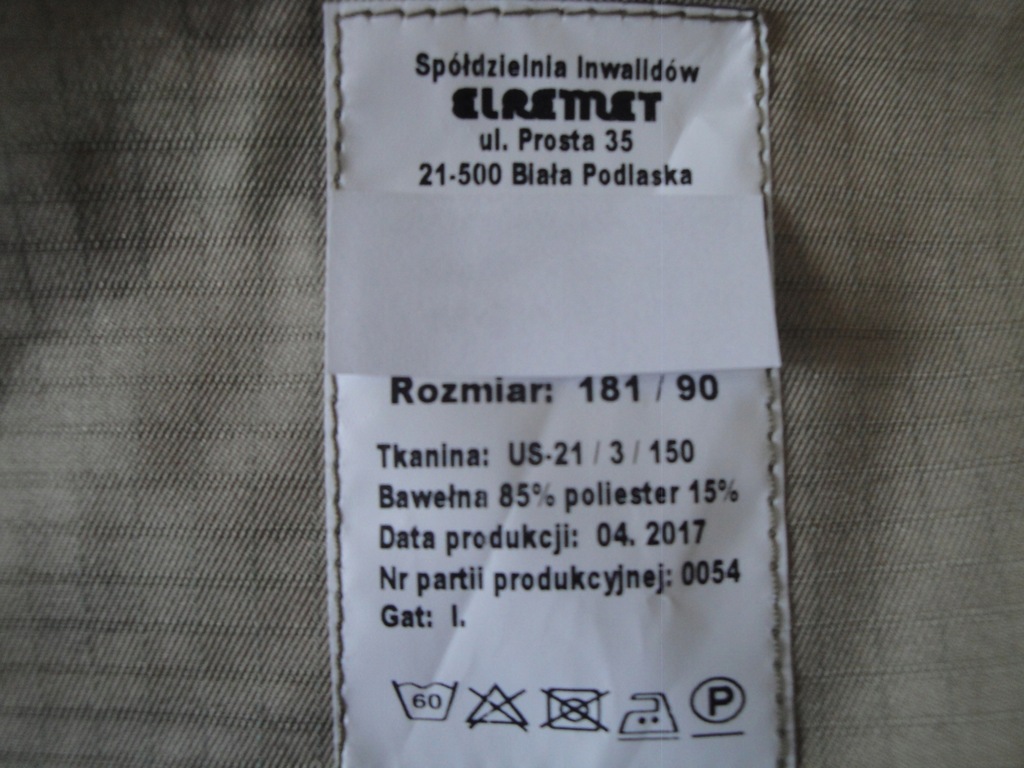 Spółdzielnia Inwalidów
ELREMET
ul. Prosta 35
21-500 Biała Podlaska
Rozmiar: 181 / 90
Tkanina: US-21 / 3 / 150
Bawełna 85% poliester 15%
Data produkcji: 04. 2017
Nr partii produkcyjnej: 0054
Gat: I.
60 P